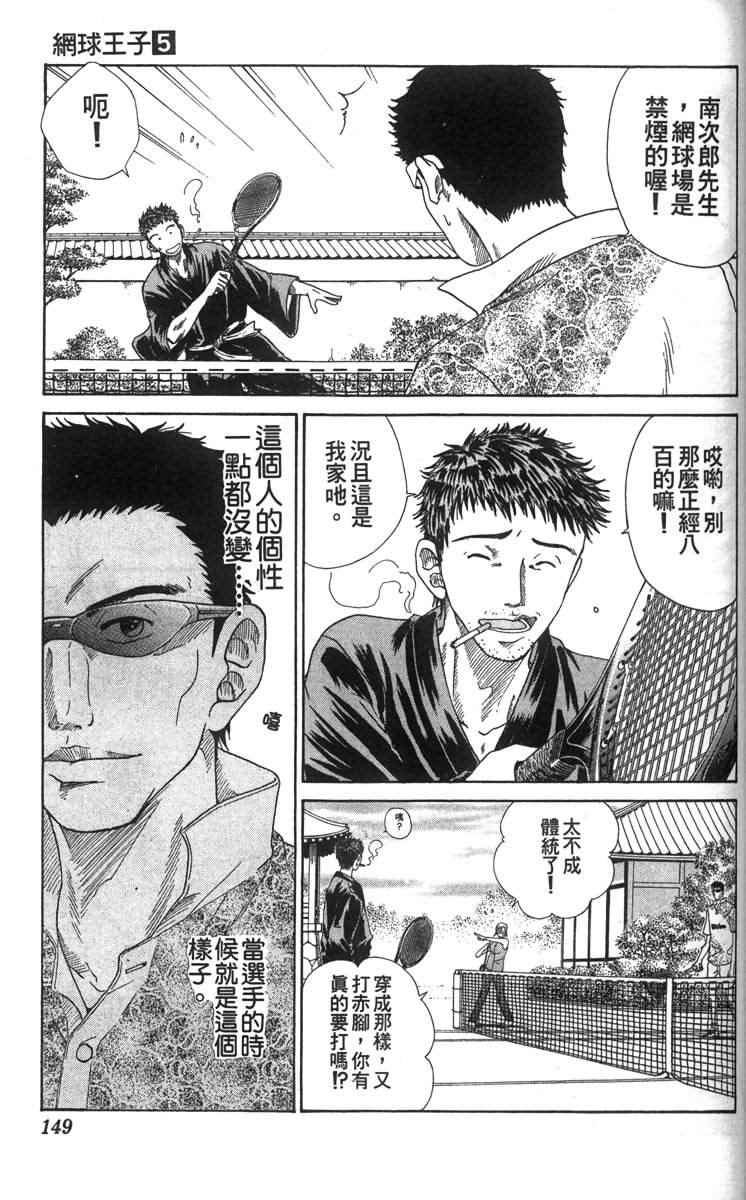 網球王子5
南次郎先生
，網球場是
禁煙的喔！
呃！
哎喲，別
那麼正經八
百的嘛！
況且這是
我家吔。
這個人的個性
一點都沒變……
嘻
當選手的時
候就是這個
樣子。
太不成
體統了！
嗎？
穿成那樣，又
打赤腳，你有
真的要打嗎!?
149